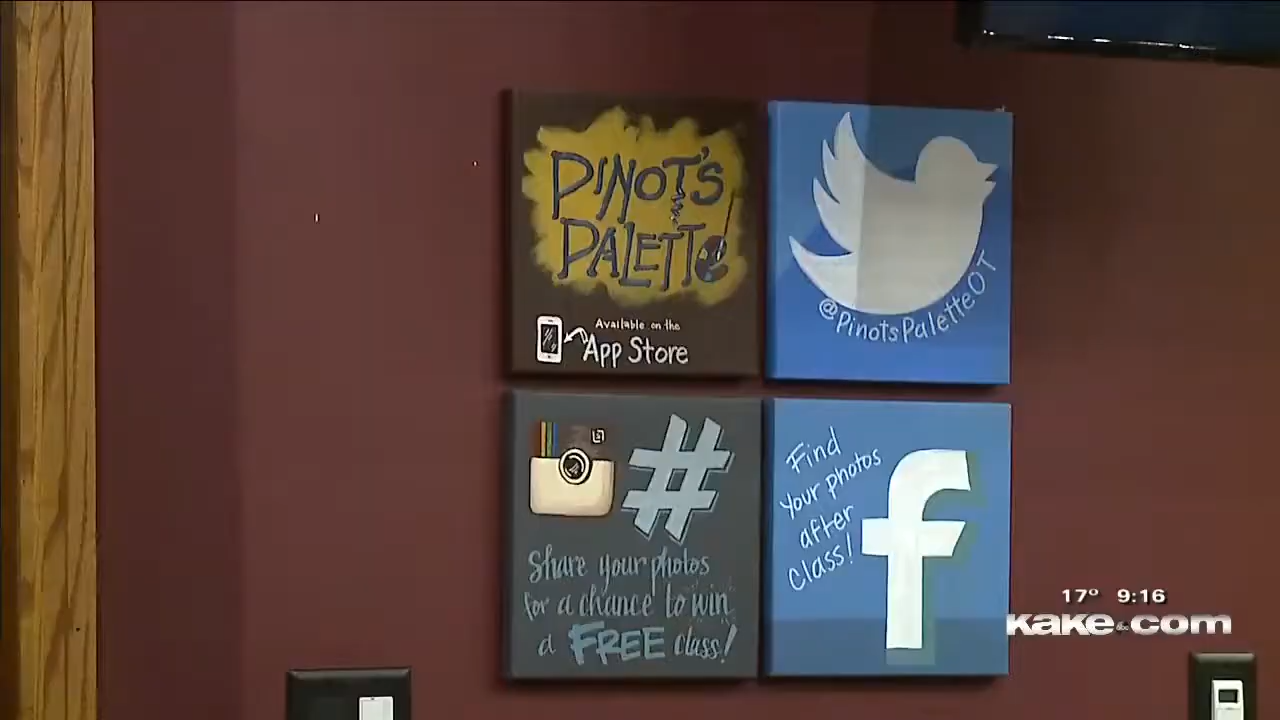 PINOT'S
PALETTE
Available on the
App Store
@PinotsPaletteOT
#
Share your photos
for a chance to win
a FREE class!
Find
your photos
after
class!
f
17° 9:16
kake.com